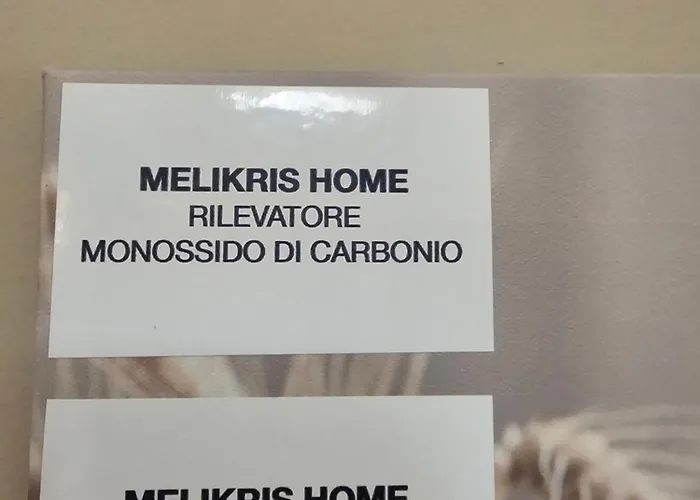 MELIKRIS HOME
RILEVATORE
MONOSSIDO DI CARBONIO
MELIKRIS HOME